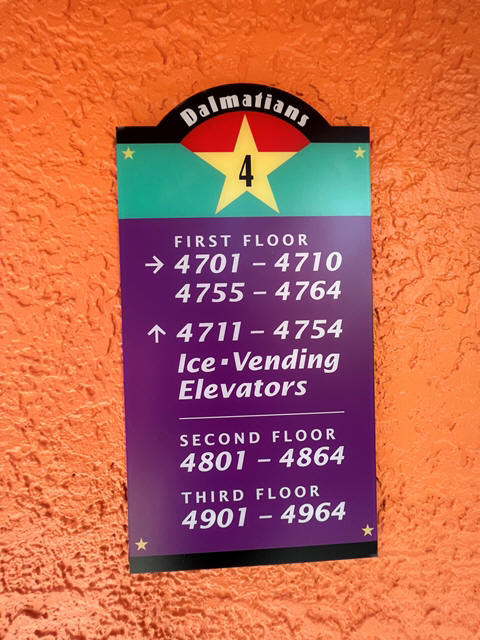 Dalmatians
4
FIRST FLOOR
→ 4701 – 4710
4755 – 4764
↑ 4711 – 4754
Ice▪Vending
Elevators
SECOND FLOOR
4801 – 4864
THIRD FLOOR
4901 – 4964